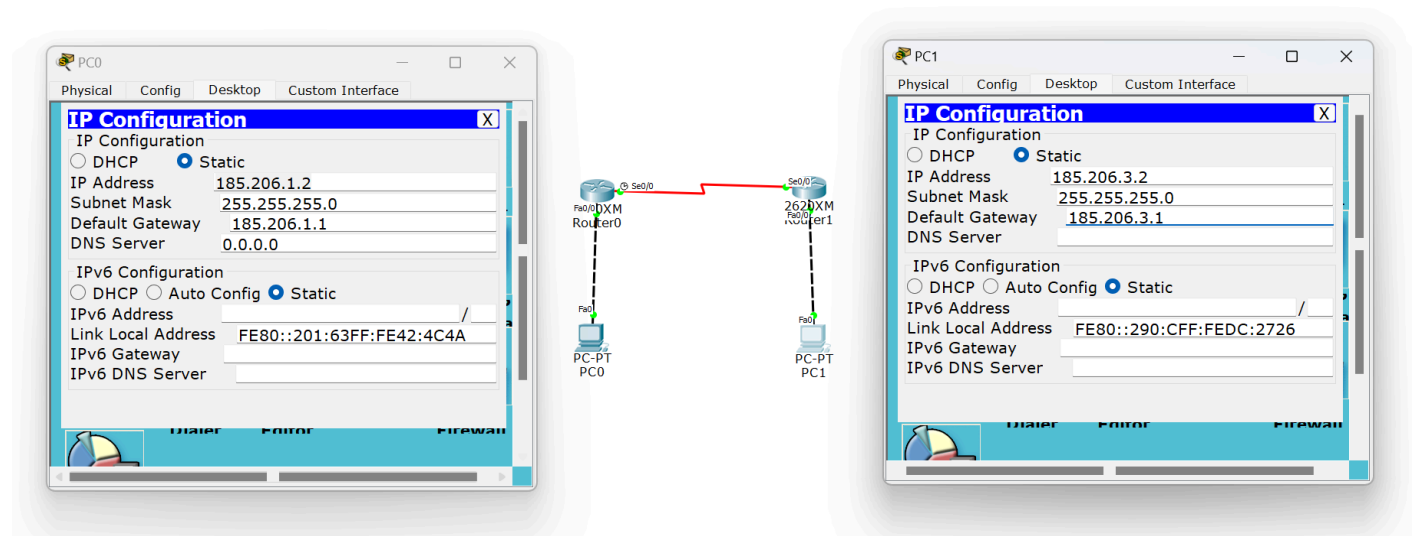 PC0
Physical Config Desktop Custom Interface
IP Configuration X
IP Configuration
DHCP Static
IP Address 185.206.1.2
Subnet Mask 255.255.255.0
Default Gateway 185.206.1.1
DNS Server 0.0.0.0
IPv6 Configuration
DHCP Auto Config Static
IPv6 Address /
Link Local Address FE80::201:63FF:FE42:4C4A
IPv6 Gateway
IPv6 DNS Server
Dialer Editor Firewall
Se0/0
Fa0/0
Router0
Fa0
PC-PT
PC0
Se0/0
2620XM
Fa0/0
Router1
Fa0
PC-PT
PC1
PC1
Physical Config Desktop Custom Interface
IP Configuration X
IP Configuration
DHCP Static
IP Address 185.206.3.2
Subnet Mask 255.255.255.0
Default Gateway 185.206.3.1
DNS Server
IPv6 Configuration
DHCP Auto Config Static
IPv6 Address /
Link Local Address FE80::290:CFF:FEDC:2726
IPv6 Gateway
IPv6 DNS Server
Dialer Editor Firewall